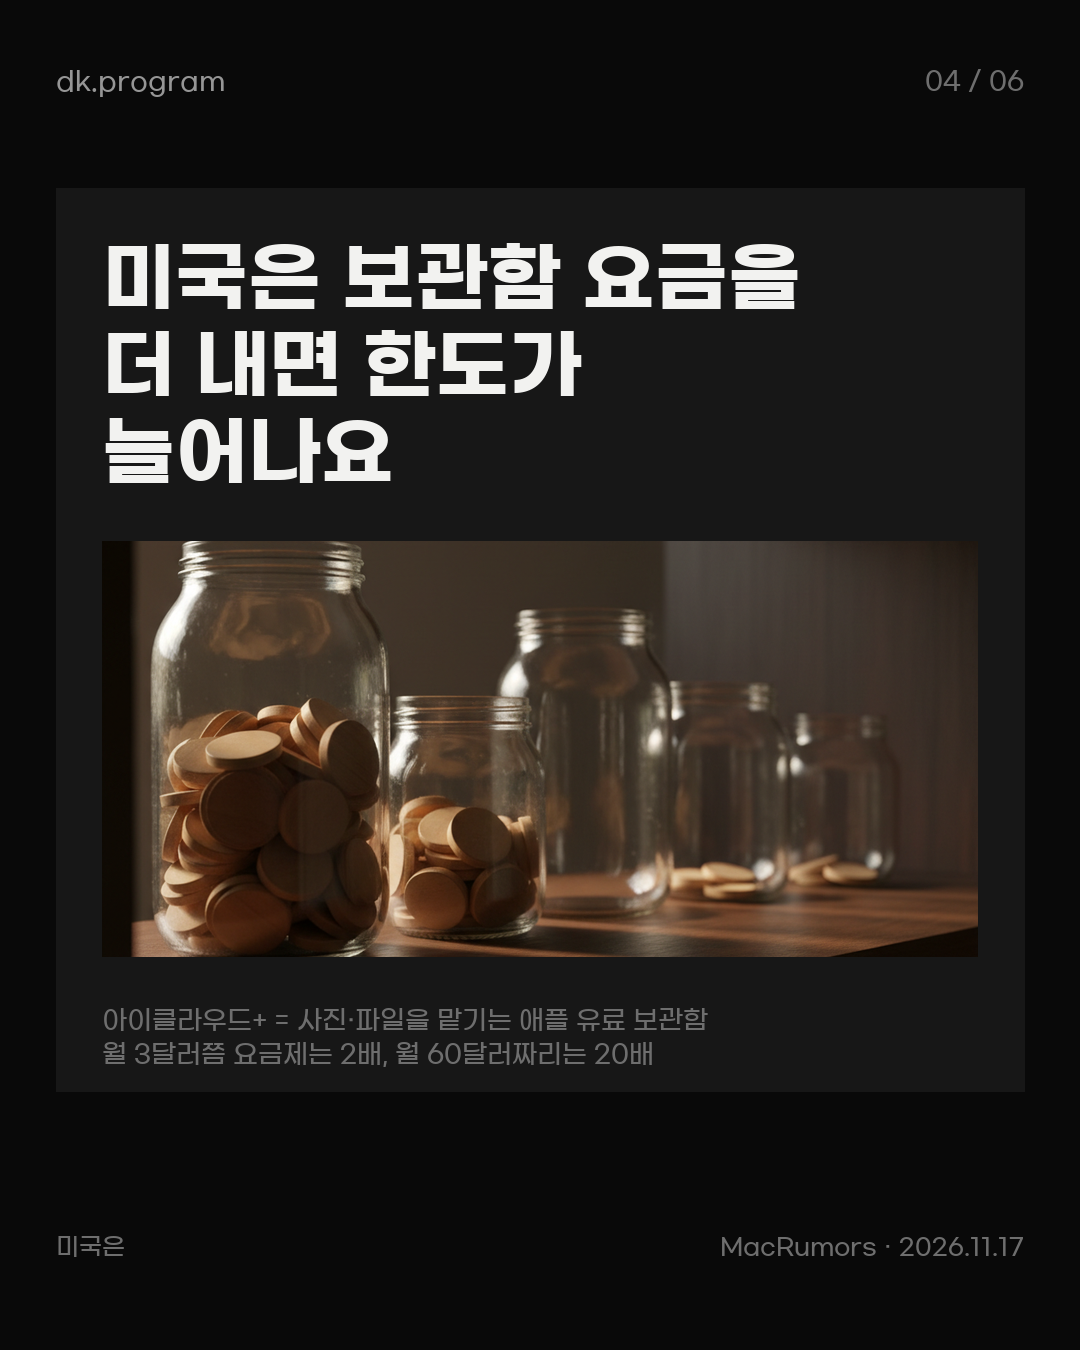 dk.program
04 / 06
미국은 보관함 요금을
더 내면 한도가
늘어나요
아이클라우드+ = 사진·파일을 맡기는 애플 유료 보관함
월 3달러쯤 요금제는 2배, 월 60달러짜리는 20배
미국은
MacRumors · 2026.11.17